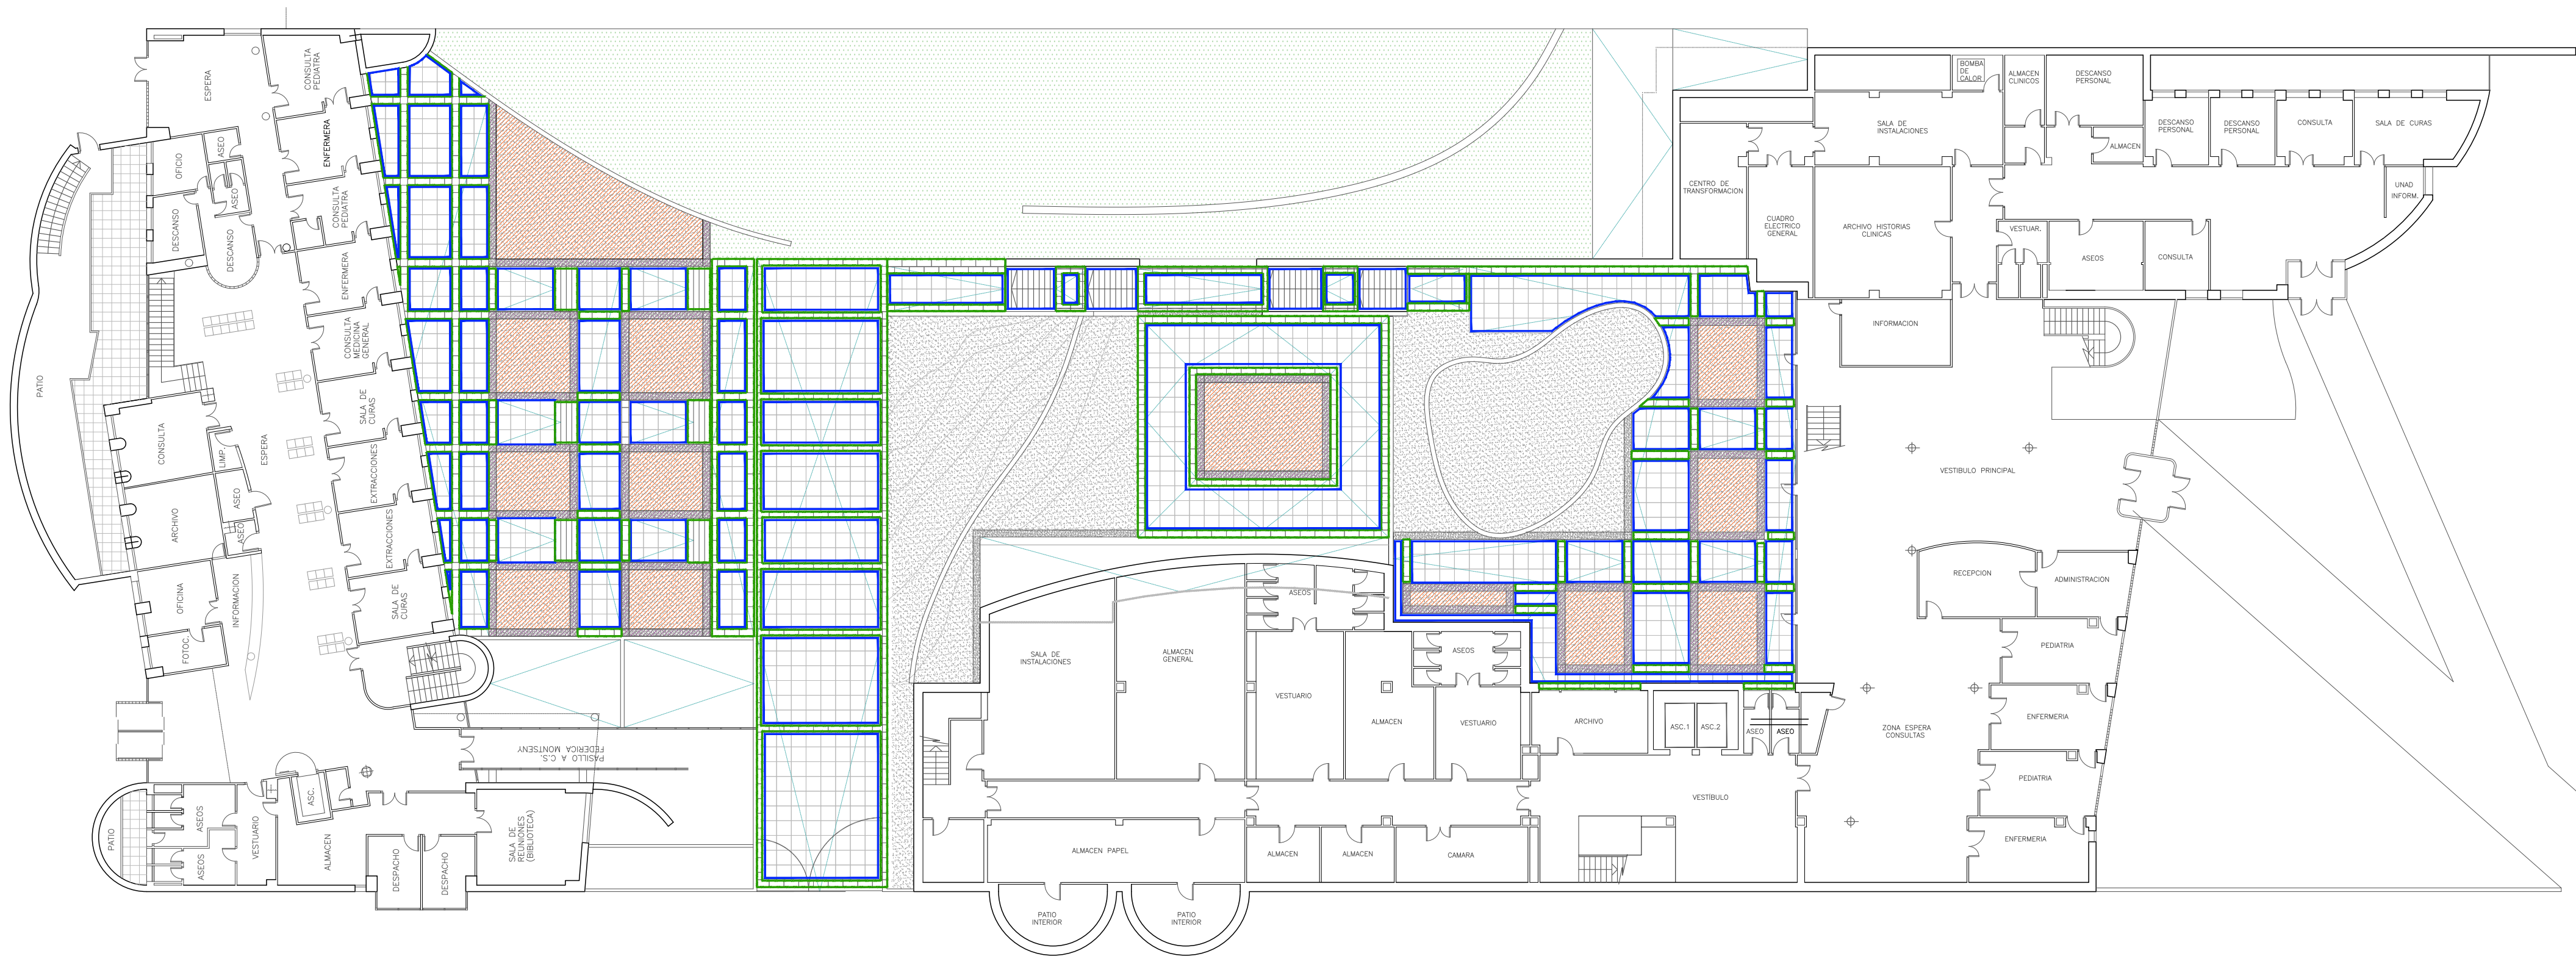 ESPERA
CONSULTA
PEDIATRA
ENFERMERA
OFICIO
ASEO
ASEO
DESCANSO
DESCANSO
CONSULTA
PEDIATRA
ENFERMERA
CONSULTA
MEDICINA
GENERAL
SALA DE
CURAS
PATIO
CONSULTA
LIMP.
ESPERA
EXTRACCIONES
ASEO
ARCHIVO
ASEO
EXTRACCIONES
OFICINA
INFORMACION
SALA DE
CURAS
FOTOC.
PASILLO A C.S.
FEDERICA MONTSENY
PATIO
ASEOS
ASEOS
VESTUARIO
ASC.
ALMACEN
DESPACHO
DESPACHO
SALA DE
REUNIONES
(BIBLIOTECA)
SALA DE
INSTALACIONES
ALMACEN
GENERAL
ASEOS
VESTUARIO
ALMACEN
ASEOS
VESTUARIO
ARCHIVO
ASC.1
ASC.2
ASEO
ASEO
ALMACEN PAPEL
ALMACEN
ALMACEN
CAMARA
VESTÍBULO
PATIO
INTERIOR
PATIO
INTERIOR
BOMBA
DE
CALOR
ALMACEN
CLINICOS
DESCANSO
PERSONAL
SALA DE
INSTALACIONES
DESCANSO
PERSONAL
DESCANSO
PERSONAL
CONSULTA
SALA DE CURAS
ALMACEN
CENTRO DE
TRANSFORMACION
CUADRO
ELECTRICO
GENERAL
ARCHIVO HISTORIAS
CLINICAS
UNAD
INFORM.
VESTUAR.
ASEOS
CONSULTA
INFORMACION
VESTIBULO PRINCIPAL
RECEPCION
ADMINISTRACION
PEDIATRIA
ENFERMERIA
ZONA ESPERA
CONSULTAS
PEDIATRIA
ENFERMERIA